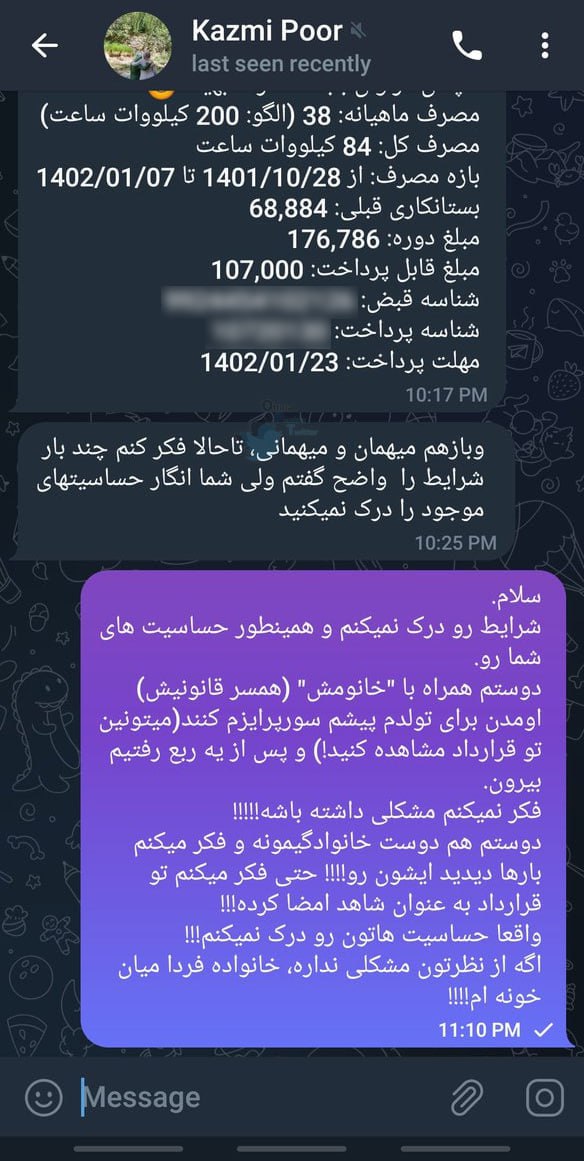 Kazmi Poor
last seen recently
مصرف ماهیانه: 38 (الگو: 200 کیلووات ساعت)
مصرف کل: 84 کیلووات ساعت
بازه مصرف: از 1401/10/28 تا 1402/01/07
بستانکاری قبلی: 68,884
مبلغ دوره: 176,786
مبلغ قابل پرداخت: 107,000
شناسه قبض:
شناسه پرداخت:
مهلت پرداخت: 1402/01/23
10:17 PM
وبازهم میهمان و میهمانی، تاحالا فکر کنم چند بار
شرایط را واضح گفتم ولی شما انگار حساسیتهای
موجود را درک نمیکنید
10:25 PM
سلام.
شرایط رو درک نمیکنم و همینطور حساسیت های
شما رو.
دوستم همراه با "خانومش" (همسر قانونیش)
اومدن برای تولدم پیشم سورپرایزم کنند(میتونین
تو قرارداد مشاهده کنید!) و پس از یه ربع رفتیم
بیرون.
فکر نمیکنم مشکلی داشته باشه!!!!!
دوستم هم دوست خانوادگیمونه و فکر میکنم
بارها دیدید ایشون رو!!!! حتی فکر میکنم تو
قرارداد به عنوان شاهد امضا کرده!!!
واقعا حساسیت هاتون رو درک نمیکنم!!!
اگه از نظرتون مشکلی نداره، خانواده فردا میان
خونه ام!!!!
11:10 PM
Message